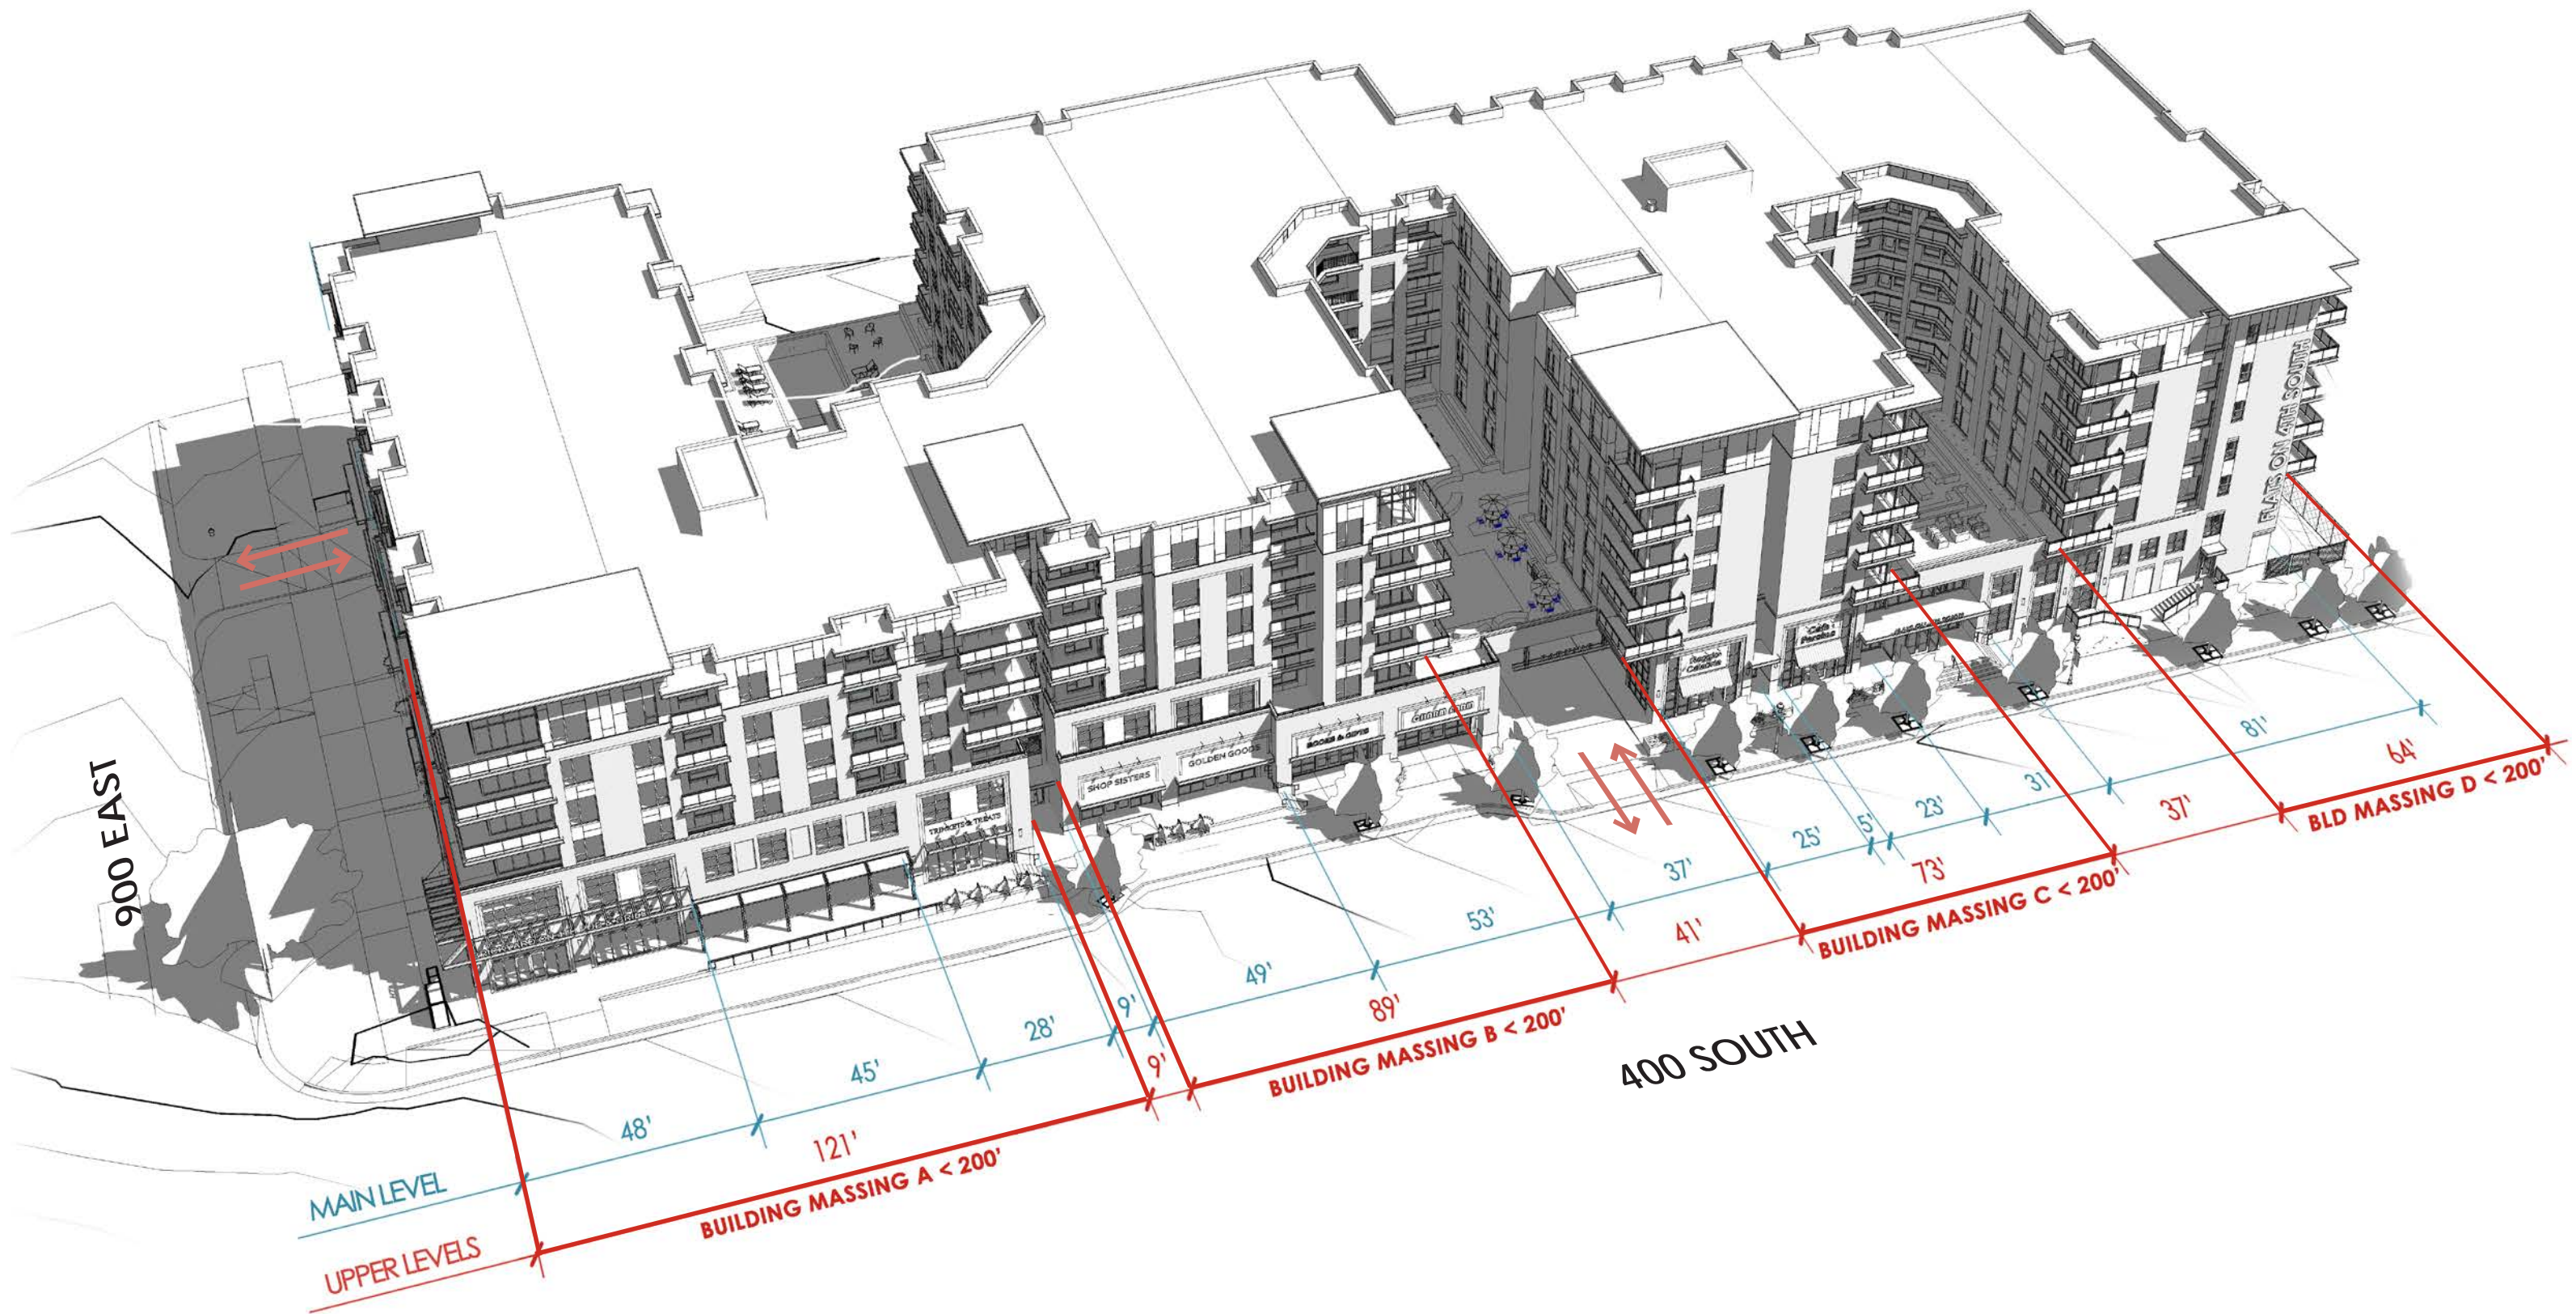 FLATS ON 4TH SOUTH
900 EAST
SHOP SISTERS
GOLDEN GOODS
BOOKS & GIFTS
TRINKETS & TREATS
Café
MAIN LEVEL
48'
45'
28'
9'
49'
53'
37'
25'
5'
23'
31'
81'
UPPER LEVELS
121'
9'
89'
41'
73'
37'
64'
BUILDING MASSING A < 200'
BUILDING MASSING B < 200'
BUILDING MASSING C < 200'
BLD MASSING D < 200'
400 SOUTH